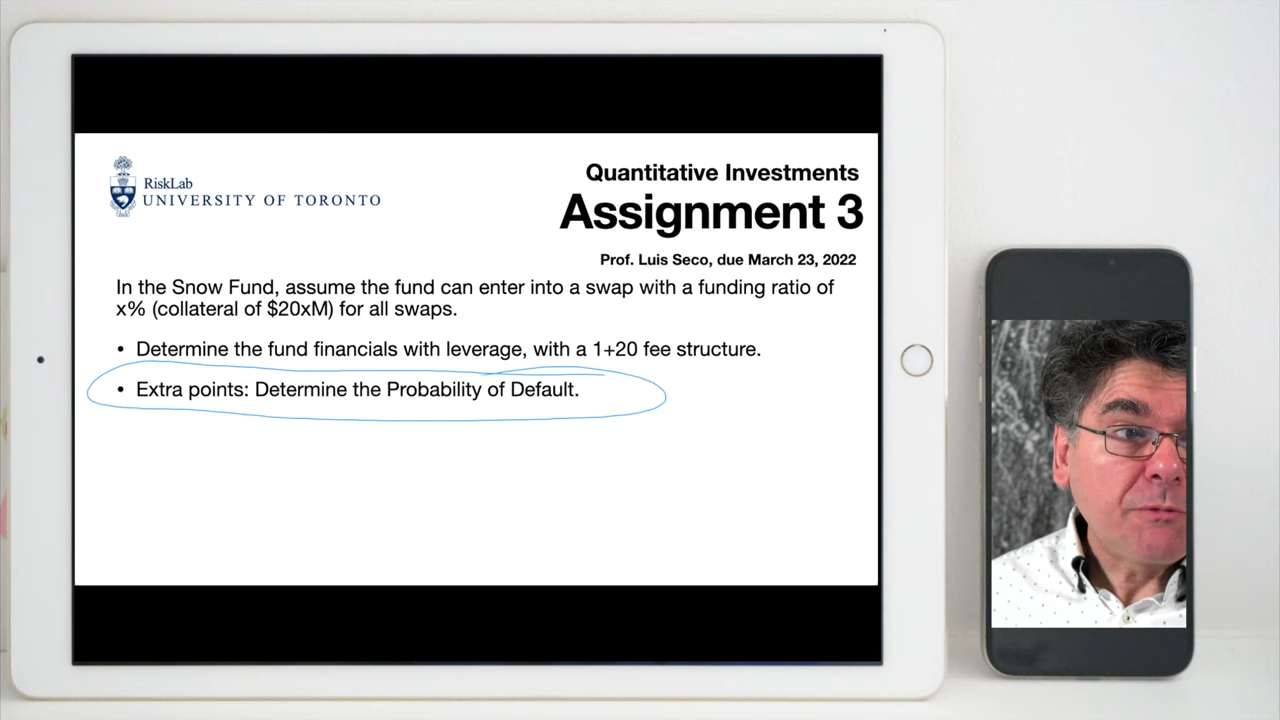 RiskLab
UNIVERSITY OF TORONTO
Quantitative Investments
Assignment 3
Prof. Luis Seco, due March 23, 2022
In the Snow Fund, assume the fund can enter into a swap with a funding ratio of
x% (collateral of $20xM) for all swaps.
• Determine the fund financials with leverage, with a 1+20 fee structure.
• Extra points: Determine the Probability of Default.